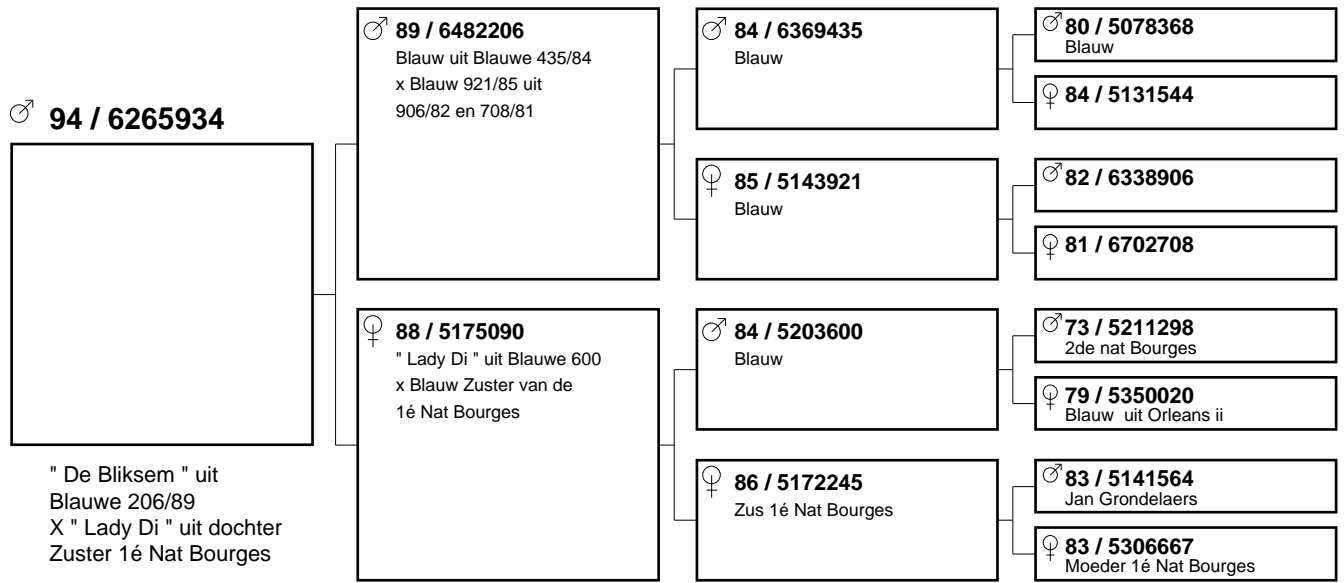 ♂ 94 / 6265934
" De Bliksem " uit
Blauwe 206/89
X " Lady Di " uit dochter
Zuster 1é Nat Bourges
♂ 89 / 6482206
Blauw uit Blauwe 435/84
x Blauw 921/85 uit
906/82 en 708/81
♀ 88 / 5175090
" Lady Di " uit Blauwe 600
x Blauw Zuster van de
1é Nat Bourges
♂ 84 / 6369435
Blauw
♀ 85 / 5143921
Blauw
♂ 84 / 5203600
Blauw
♀ 86 / 5172245
Zus 1é Nat Bourges
♂ 80 / 5078368
Blauw
♀ 84 / 5131544
♂ 82 / 6338906
♀ 81 / 6702708
♂ 73 / 5211298
2de nat Bourges
♀ 79 / 5350020
Blauw uit Orleans ii
♂ 83 / 5141564
Jan Grondelaers
♀ 83 / 5306667
Moeder 1é Nat Bourges